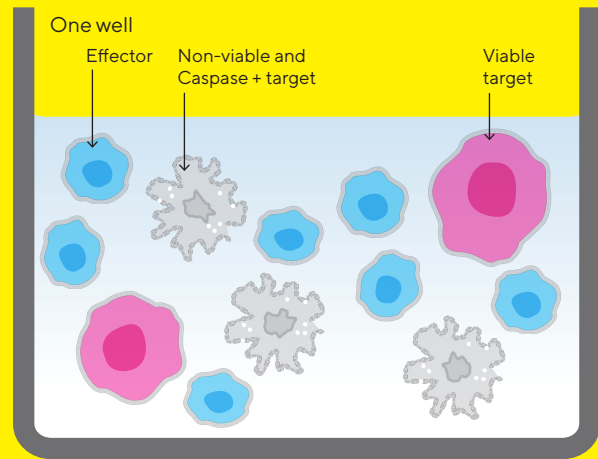 One well
Effector
Non-viable and
Caspase + target
Viable
target